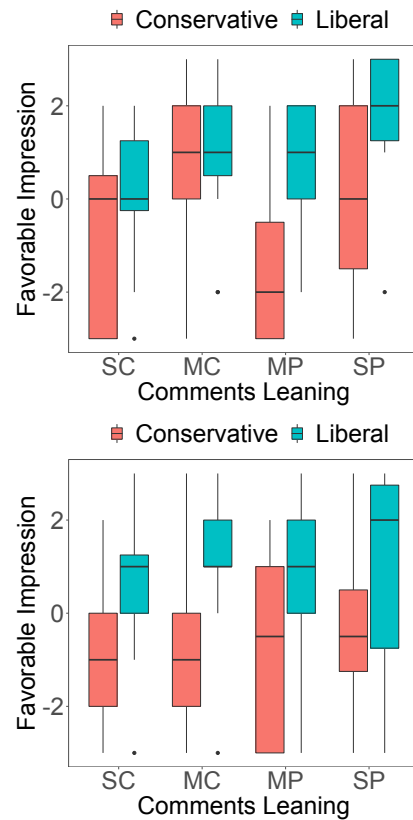 Conservative Liberal
Favorable Impression
2
0
-2
SC MC MP SP
Comments Leaning
Conservative Liberal
Favorable Impression
2
0
-2
SC MC MP SP
Comments Leaning